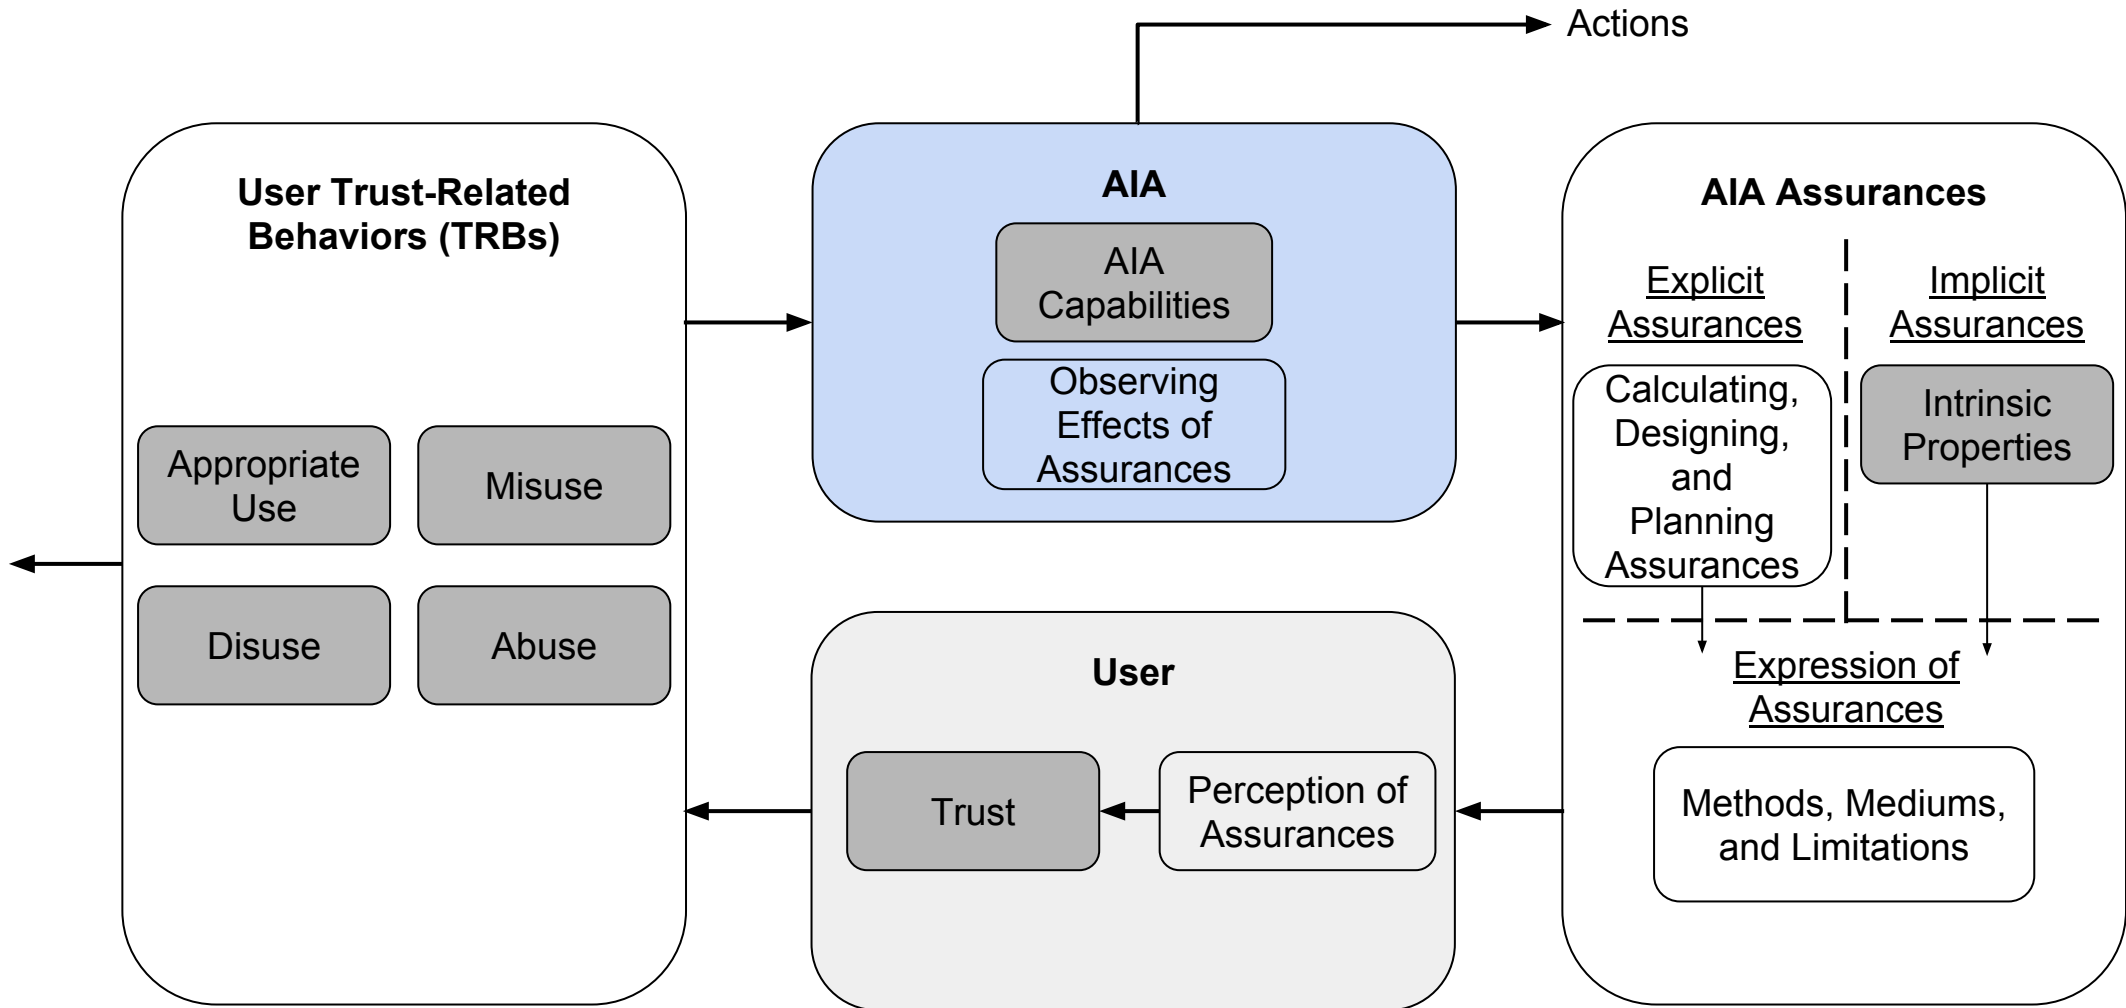 Actions
User Trust-Related
Behaviors (TRBs)
Appropriate
Use
Misuse
Disuse
Abuse
AIA
AIA
Capabilities
Observing
Effects of
Assurances
AIA Assurances
Explicit
Assurances
Implicit
Assurances
Calculating,
Designing,
and
Planning
Assurances
Intrinsic
Properties
Expression of
Assurances
Methods, Mediums,
and Limitations
User
Trust
Perception of
Assurances